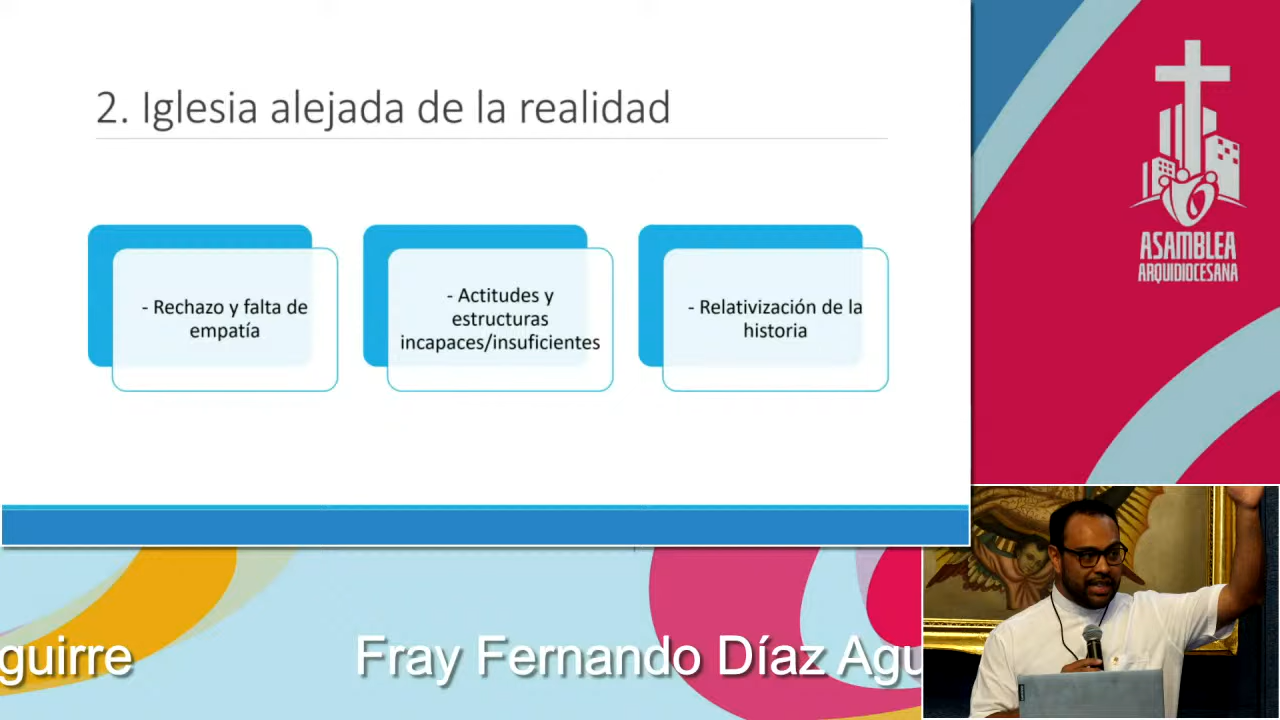 2. Iglesia alejada de la realidad
- Rechazo y falta de
empatía
- Actitudes y
estructuras
incapaces/insuficientes
- Relativización de la
historia
ASAMBLEA
ARQUIDIOCESANA
guirre Fray Fernando Díaz Agu